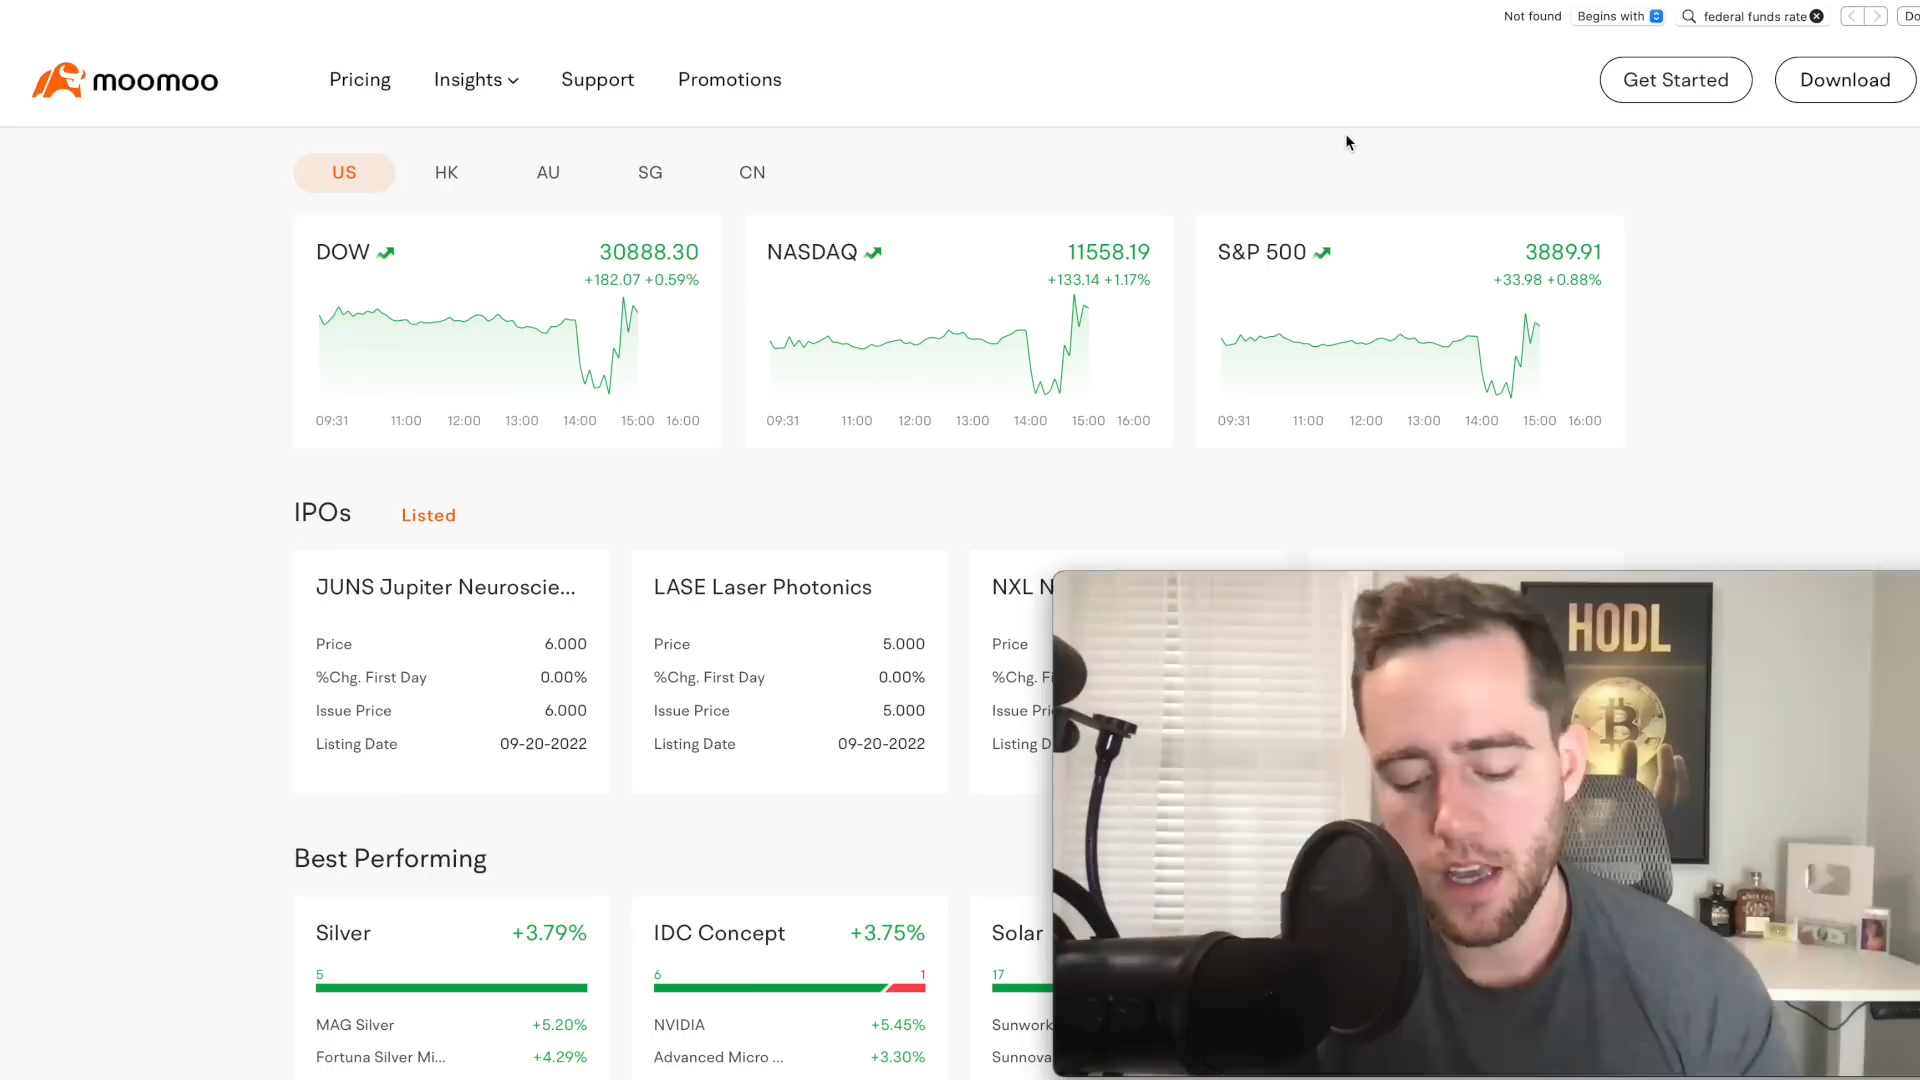 Not found Begins with federal funds rate Do
moomoo Pricing Insights Support Promotions Get Started Download
US HK AU SG CN
DOW 30888.30
+182.07 +0.59%
09:31 11:00 12:00 13:00 14:00 15:00 16:00
NASDAQ 11558.19
+133.14 +1.17%
09:31 11:00 12:00 13:00 14:00 15:00 16:00
S&P 500 3889.91
+33.98 +0.88%
09:31 11:00 12:00 13:00 14:00 15:00 16:00
IPOs Listed
JUNS Jupiter Neuroscie...
Price 6.000
%Chg. First Day 0.00%
Issue Price 6.000
Listing Date 09-20-2022
LASE Laser Photonics
Price 5.000
%Chg. First Day 0.00%
Issue Price 5.000
Listing Date 09-20-2022
NXL N
Price
%Chg. Fi
Issue Pri
Listing D
HODL
Best Performing
Silver +3.79%
5
MAG Silver +5.20%
Fortuna Silver Mi... +4.29%
IDC Concept +3.75%
6 1
NVIDIA +5.45%
Advanced Micro ... +3.30%
Solar
17
Sunwork
Sunnova